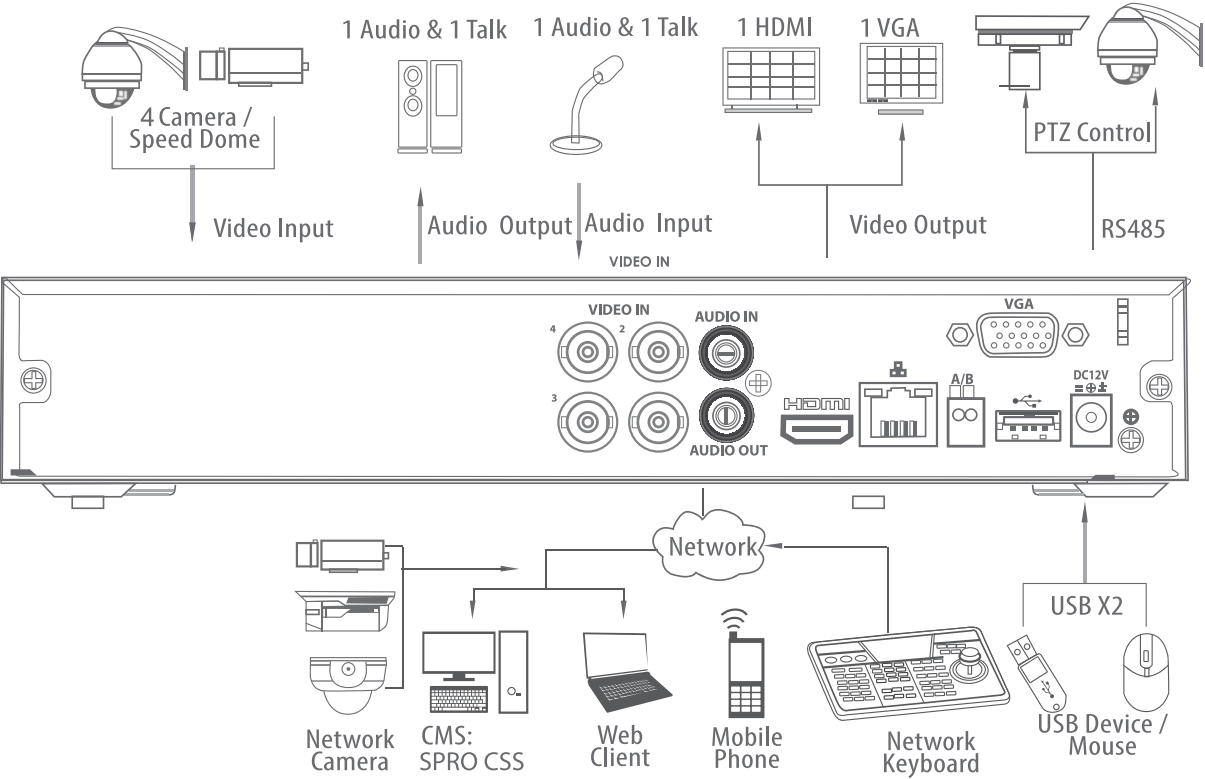 1 Audio & 1 Talk
1 Audio & 1 Talk
1 HDMI
1 VGA
4 Camera /
Speed Dome
PTZ Control
Video Input
Audio Output
Audio Input
Video Output
RS485
VIDEO IN
VIDEO IN
4
2
3
AUDIO IN
AUDIO OUT
HDMI
VGA
A/B
DC12V
Network
USB X2
Network
Camera
CMS:
SPRO CSS
Web
Client
Mobile
Phone
Network
Keyboard
USB Device /
Mouse